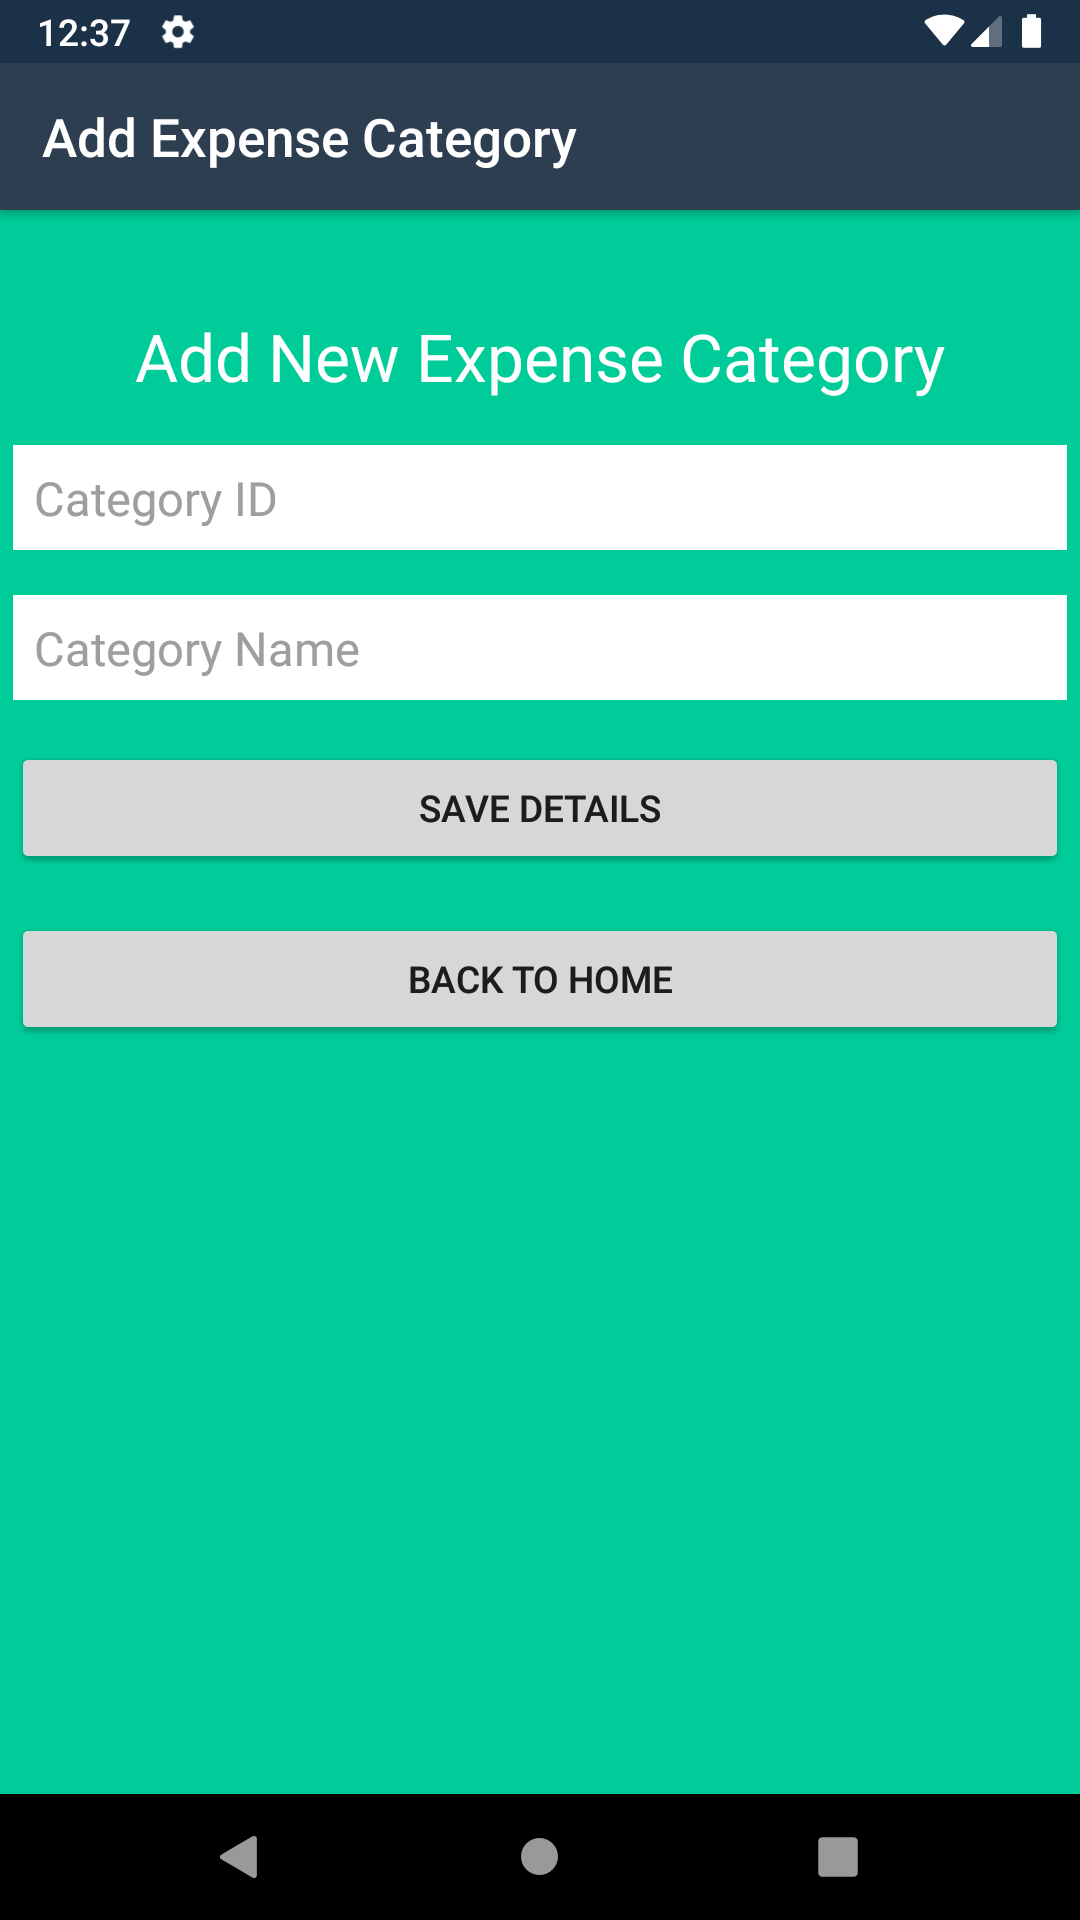 12:37
Add Expense Category
Add New Expense Category
Category ID
Category Name
SAVE DETAILS
BACK TO HOME